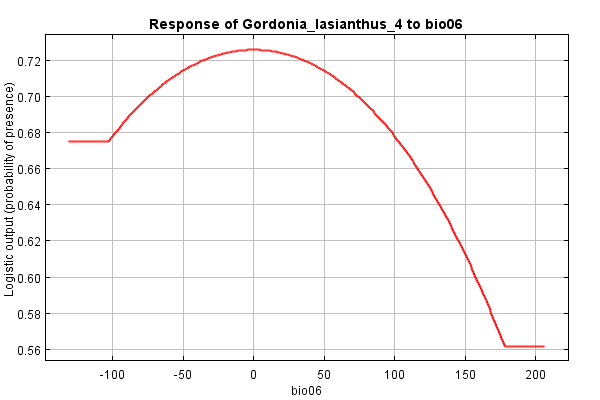 Response of Gordonia_lasianthus_4 to bio06
Logistic output (probability of presence)
0.72
0.70
0.68
0.66
0.64
0.62
0.60
0.58
0.56
-100 -50 0 50 100 150 200
bio06